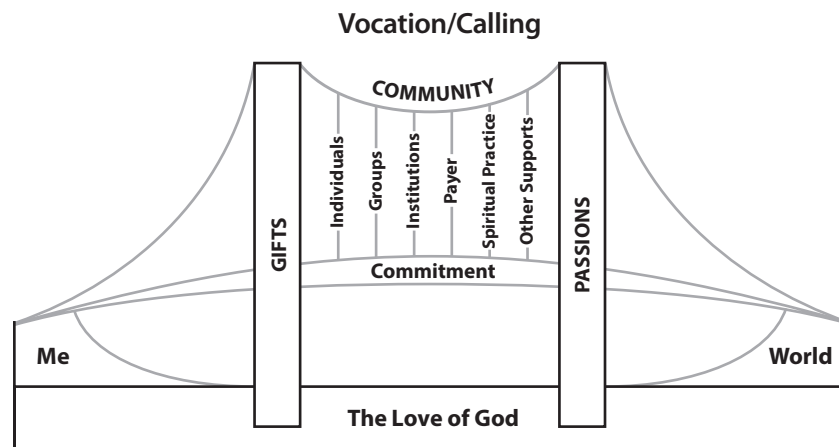 Vocation/Calling
COMMUNITY
Individuals
Groups
Institutions
Payer
Spiritual Practice
Other Supports
GIFTS
PASSIONS
Commitment
Me
World
The Love of God